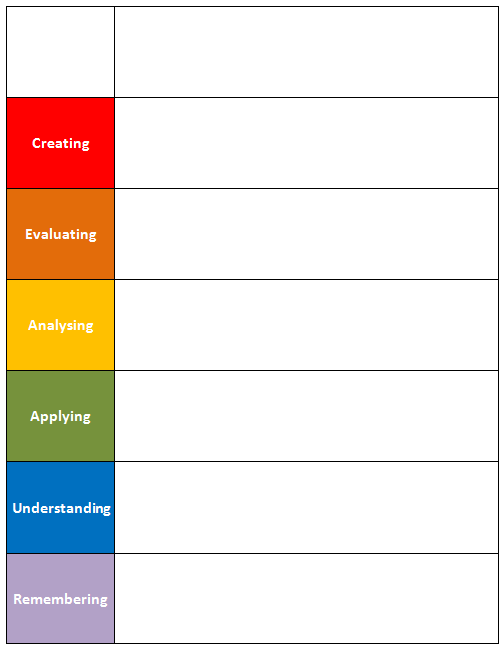 Creating
Evaluating
Analysing
Applying
Understanding
Remembering